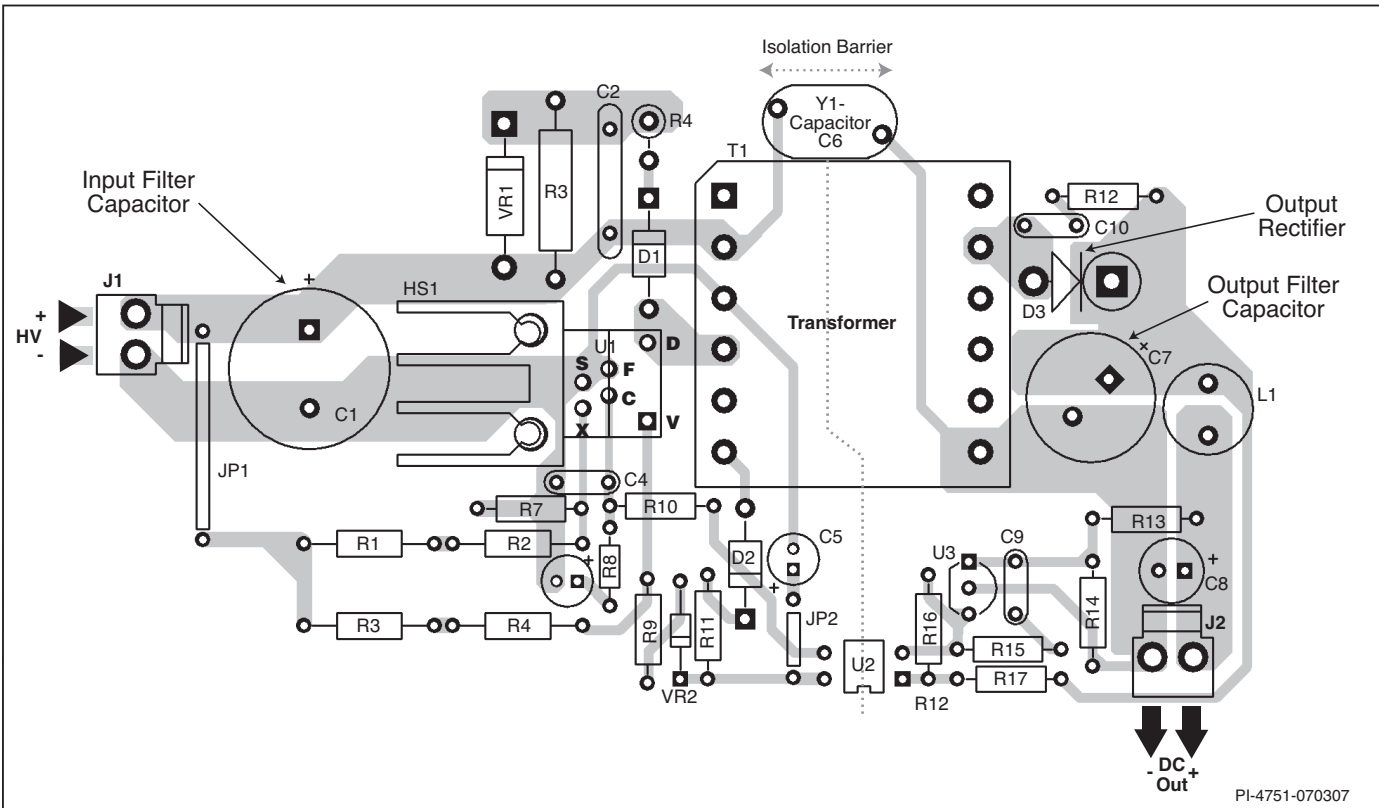 Isolation Barrier
Y1-
Capacitor
C6
C2
R4
T1
Input Filter
Capacitor
VR1
R3
R12
Output
Rectifier
C10
D1
J1
+
HS1
D3
Output Filter
Capacitor
+
HV
-
Transformer
U1
D
S
F
C
X
V
+
C7
C1
L1
JP1
C4
R7
R10
R13
R1
R2
+
R8
D2
C5
+
U3
C9
R14
+
C8
R3
R4
R9
R11
JP2
R16
R15
J2
U2
R17
VR2
R12
- DC +
Out
PI-4751-070307